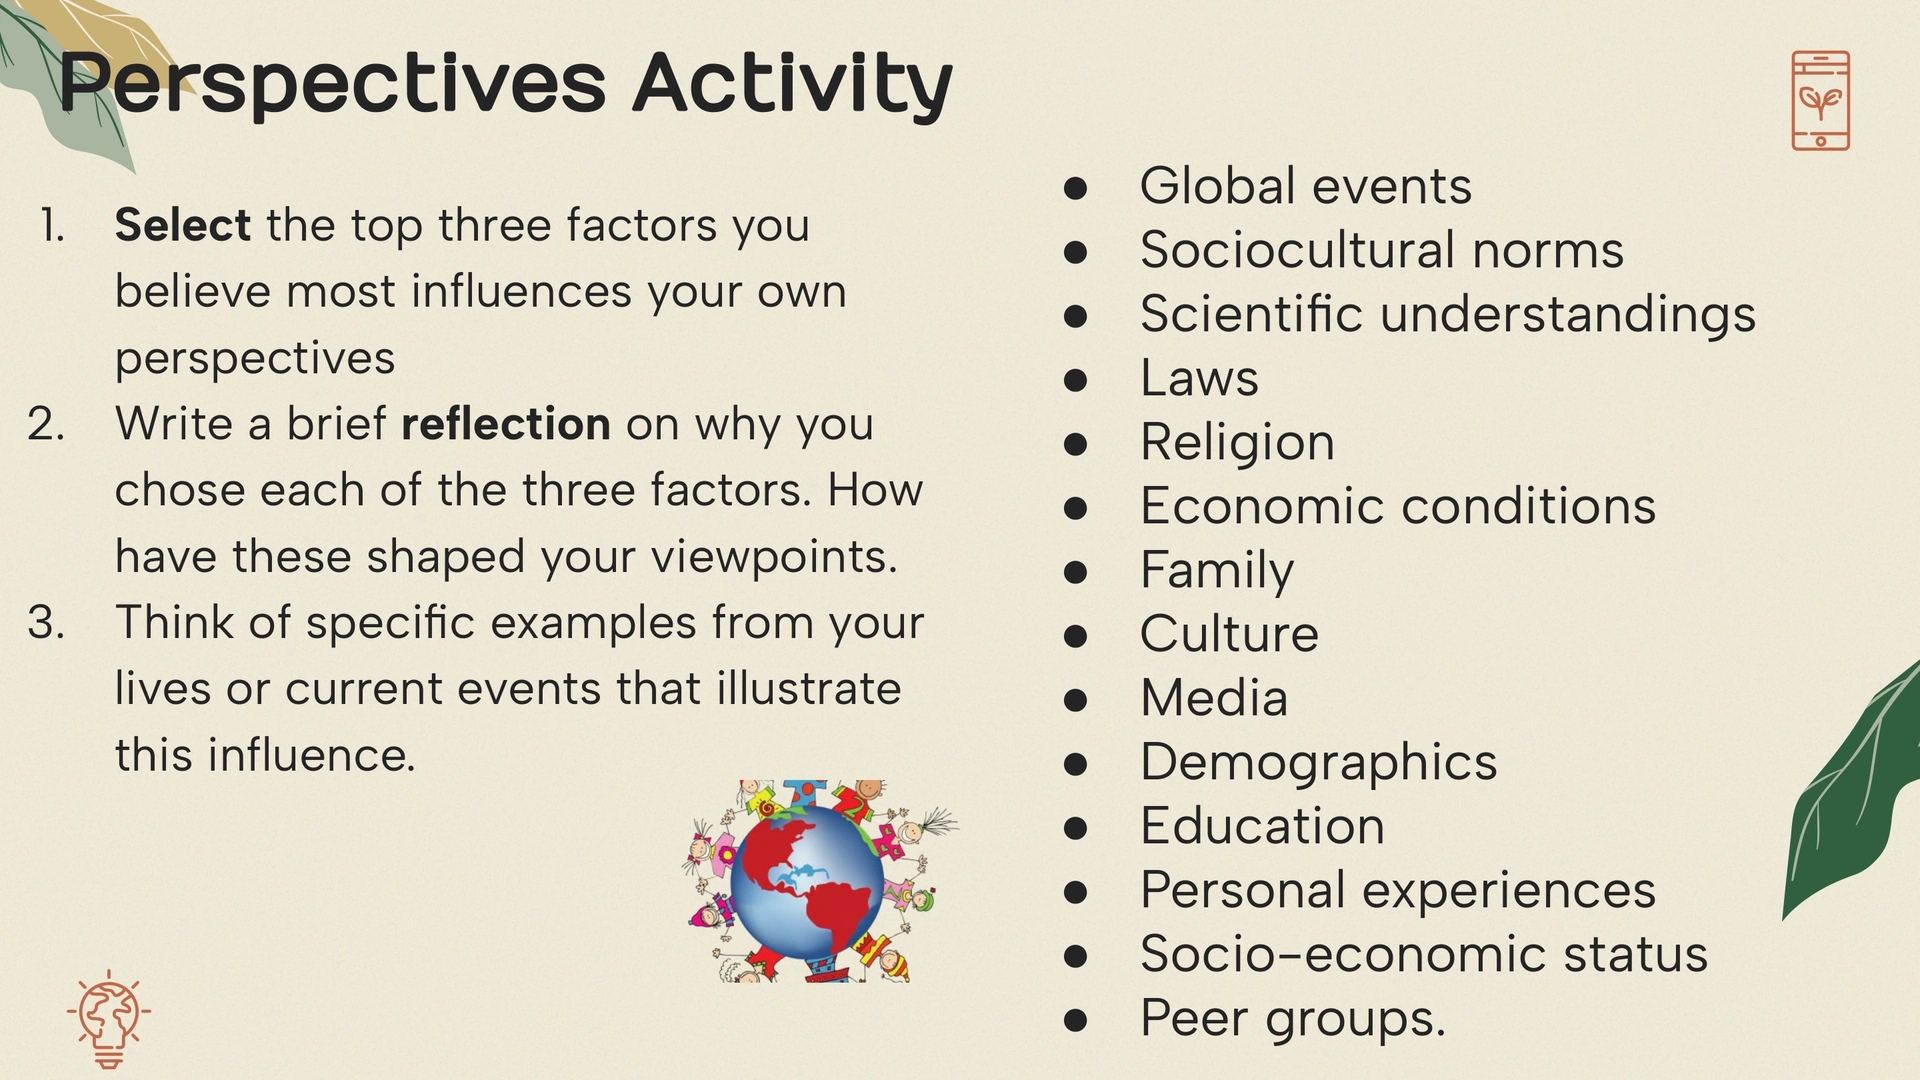 Perspectives Activity
1. Select the top three factors you
believe most influences your own
perspectives
2. Write a brief reflection on why you
chose each of the three factors. How
have these shaped your viewpoints.
3. Think of specific examples from your
lives or current events that illustrate
this influence.
● Global events
● Sociocultural norms
● Scientific understandings
● Laws
● Religion
● Economic conditions
● Family
● Culture
● Media
● Demographics
● Education
● Personal experiences
● Socio-economic status
● Peer groups.